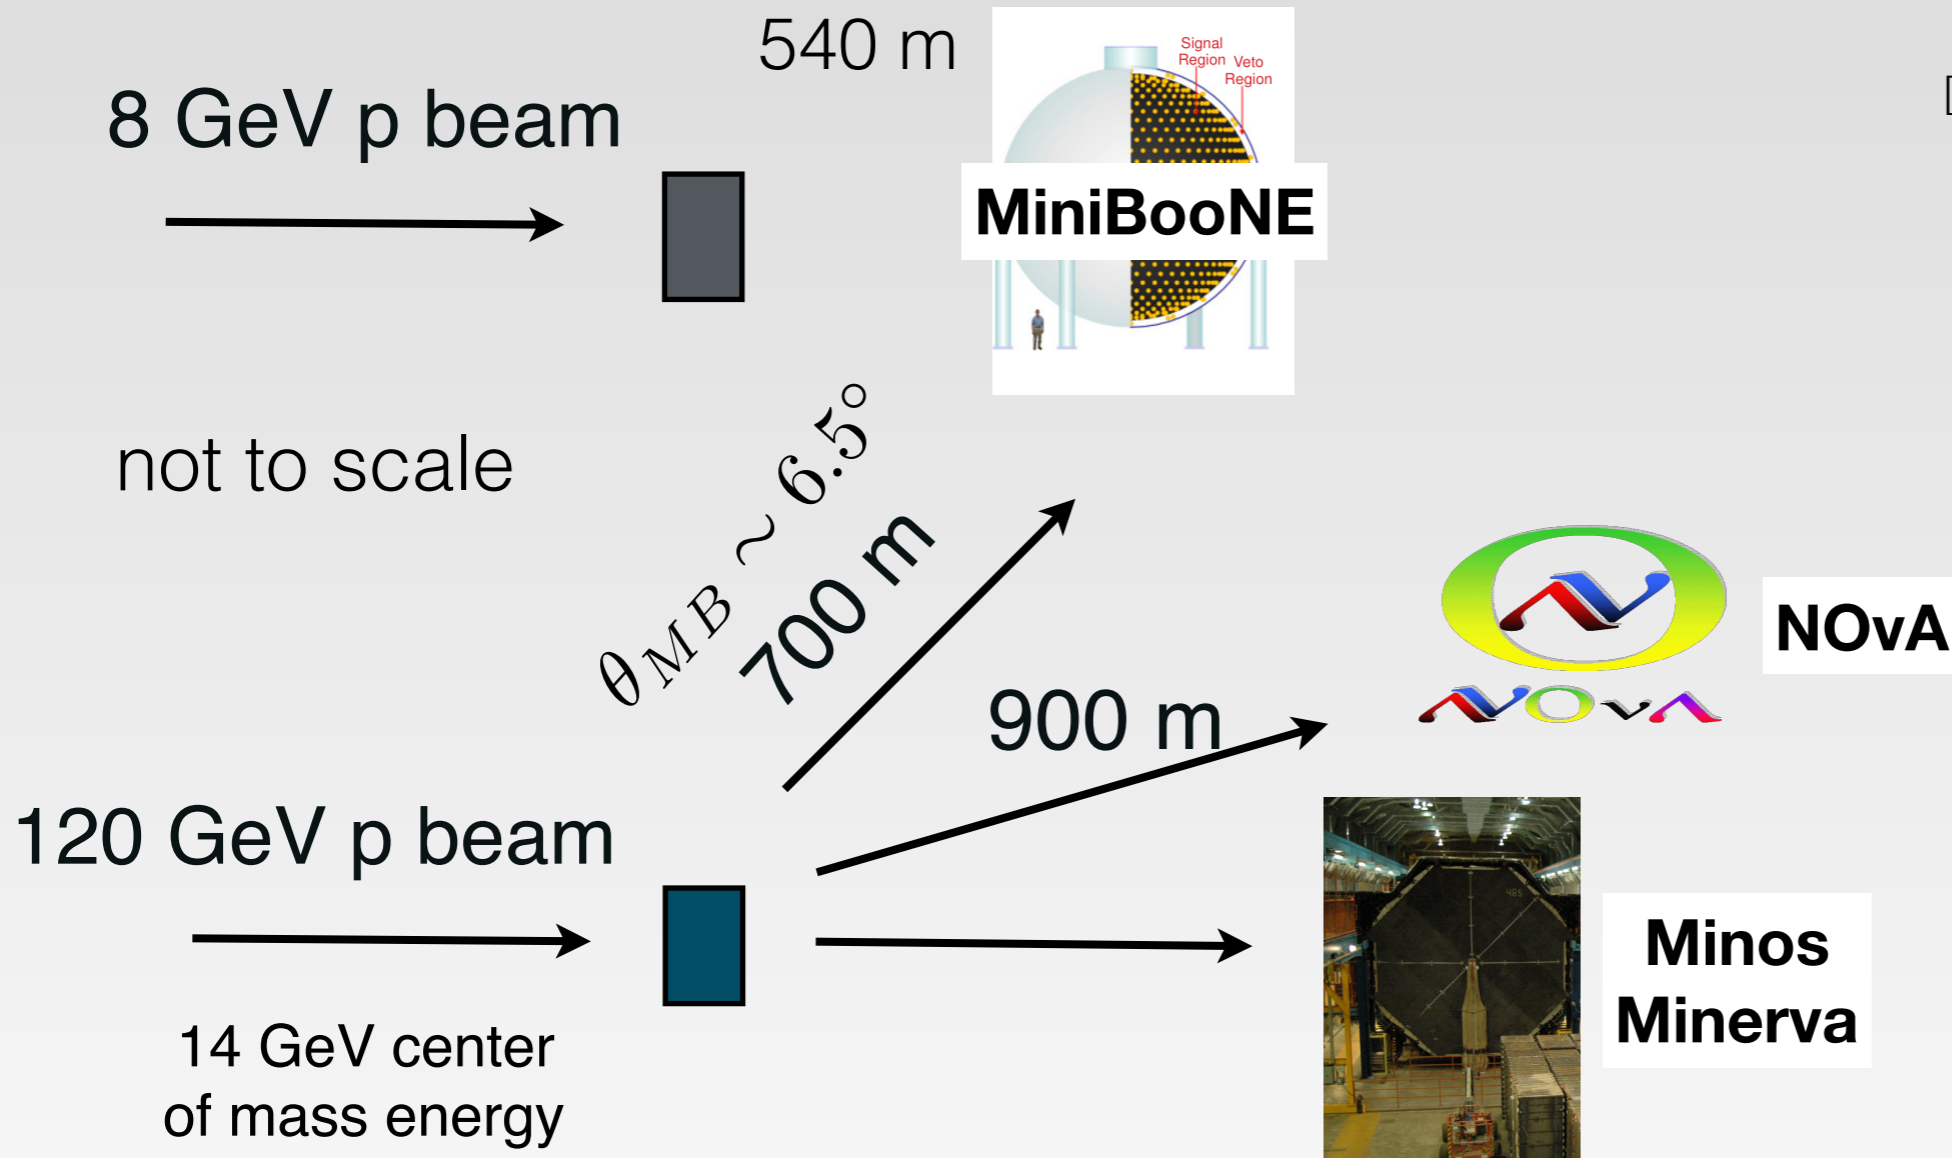 540 m
Signal
Region
Veto
Region
8 GeV p beam
MiniBooNE
not to scale
θ_MB ∼ 6.5°
700 m
900 m
NOvA
NOvA
120 GeV p beam
14 GeV center
of mass energy
Minos
Minerva